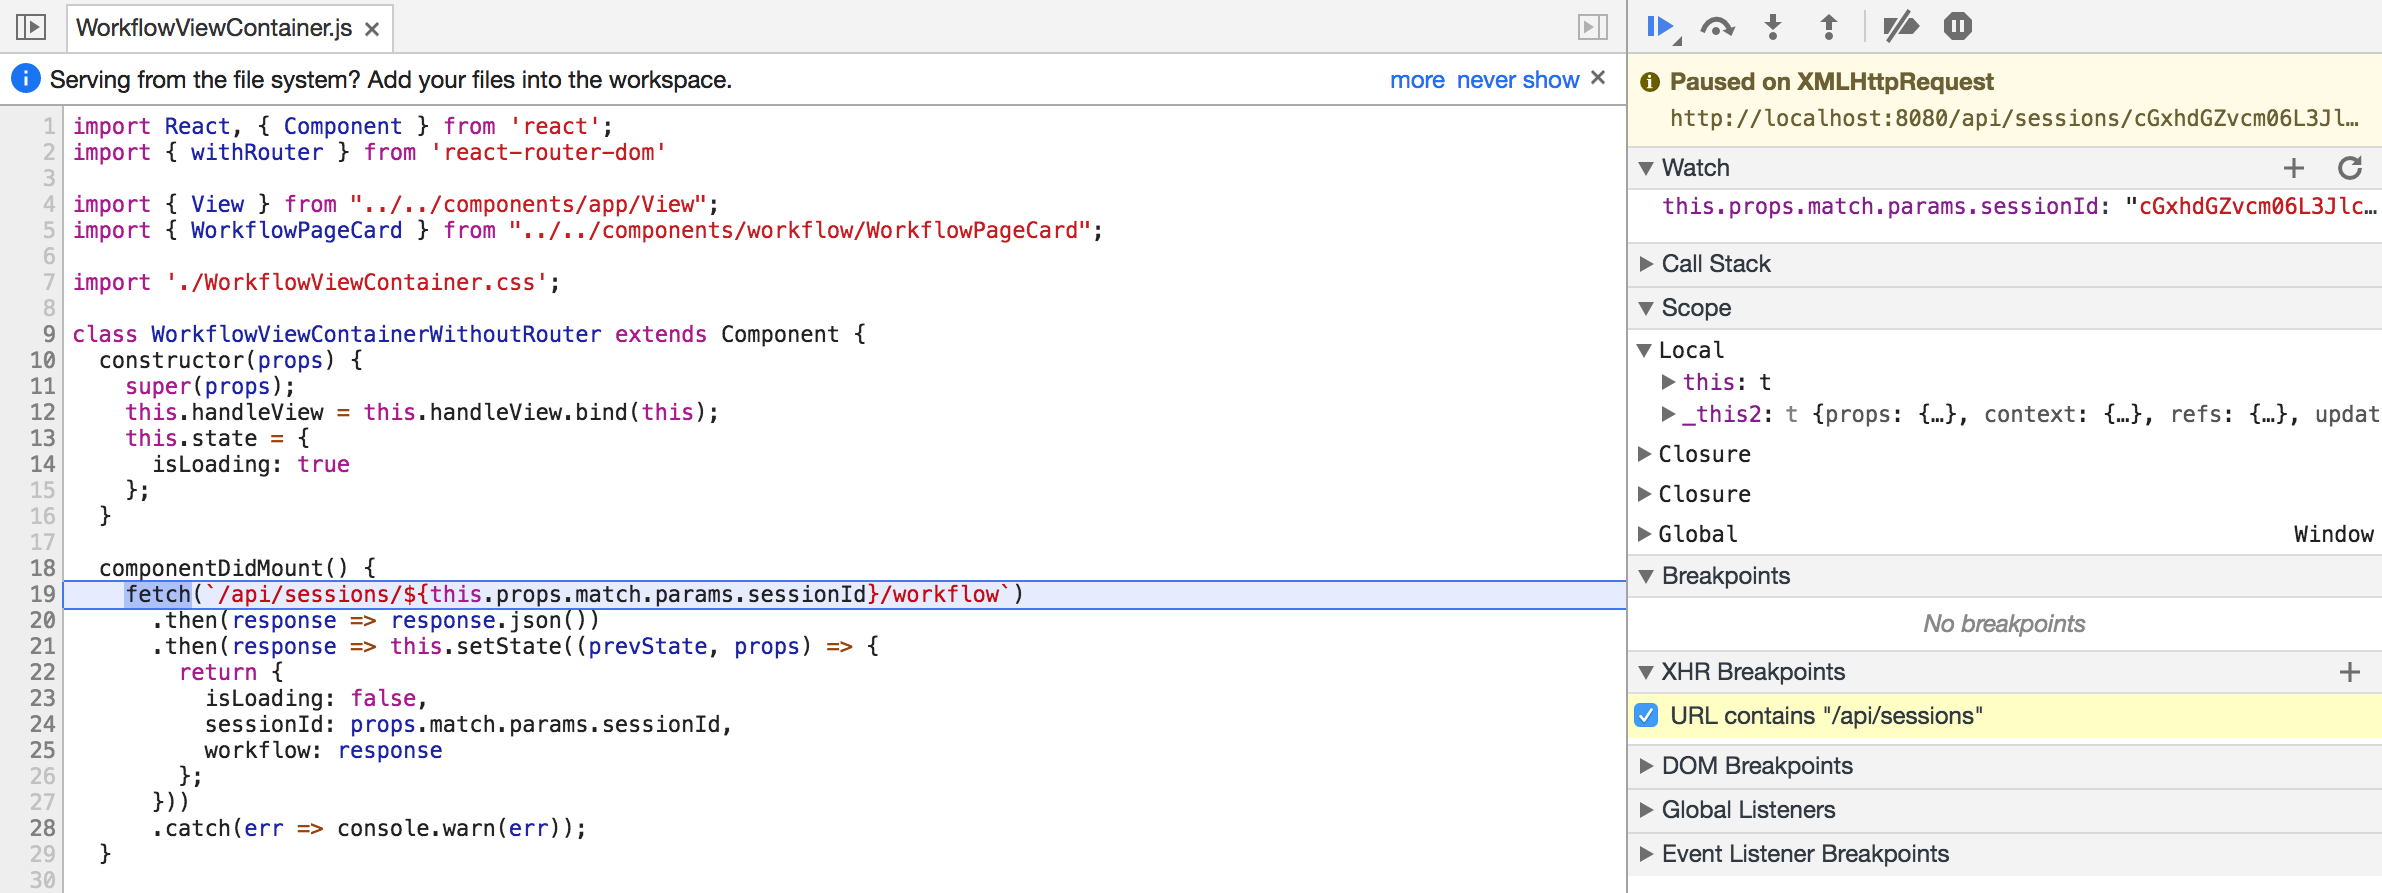 WorkflowViewContainer.js ×
Serving from the file system? Add your files into the workspace. more never show ×
1 import React, { Component } from 'react';
2 import { withRouter } from 'react-router-dom'
3
4 import { View } from "../../components/app/View";
5 import { WorkflowPageCard } from "../../components/workflow/WorkflowPageCard";
6
7 import './WorkflowViewContainer.css';
8
9 class WorkflowViewContainerWithoutRouter extends Component {
10   constructor(props) {
11     super(props);
12     this.handleView = this.handleView.bind(this);
13     this.state = {
14       isLoading: true
15     };
16   }
17
18   componentDidMount() {
19     fetch(`/api/sessions/${this.props.match.params.sessionId}/workflow`)
20       .then(response => response.json())
21       .then(response => this.setState((prevState, props) => {
22         return {
23           isLoading: false,
24           sessionId: props.match.params.sessionId,
25           workflow: response
26         };
27       }))
28       .catch(err => console.warn(err));
29   }
30
Paused on XMLHttpRequest
http://localhost:8080/api/sessions/cGxhdGZvcm06L3Jl…
Watch
this.props.match.params.sessionId: "cGxhdGZvcm06L3Jlc…
Call Stack
Scope
Local
this: t
_this2: t {props: {…}, context: {…}, refs: {…}, updat
Closure
Closure
Global Window
Breakpoints
No breakpoints
XHR Breakpoints
URL contains "/api/sessions"
DOM Breakpoints
Global Listeners
Event Listener Breakpoints